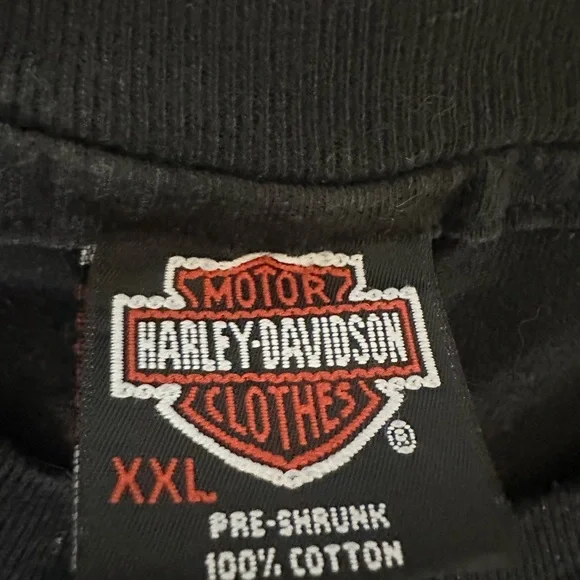 MOTOR
HARLEY-DAVIDSON
CLOTHES
®
XXL
PRE-SHRUNK
100% COTTON